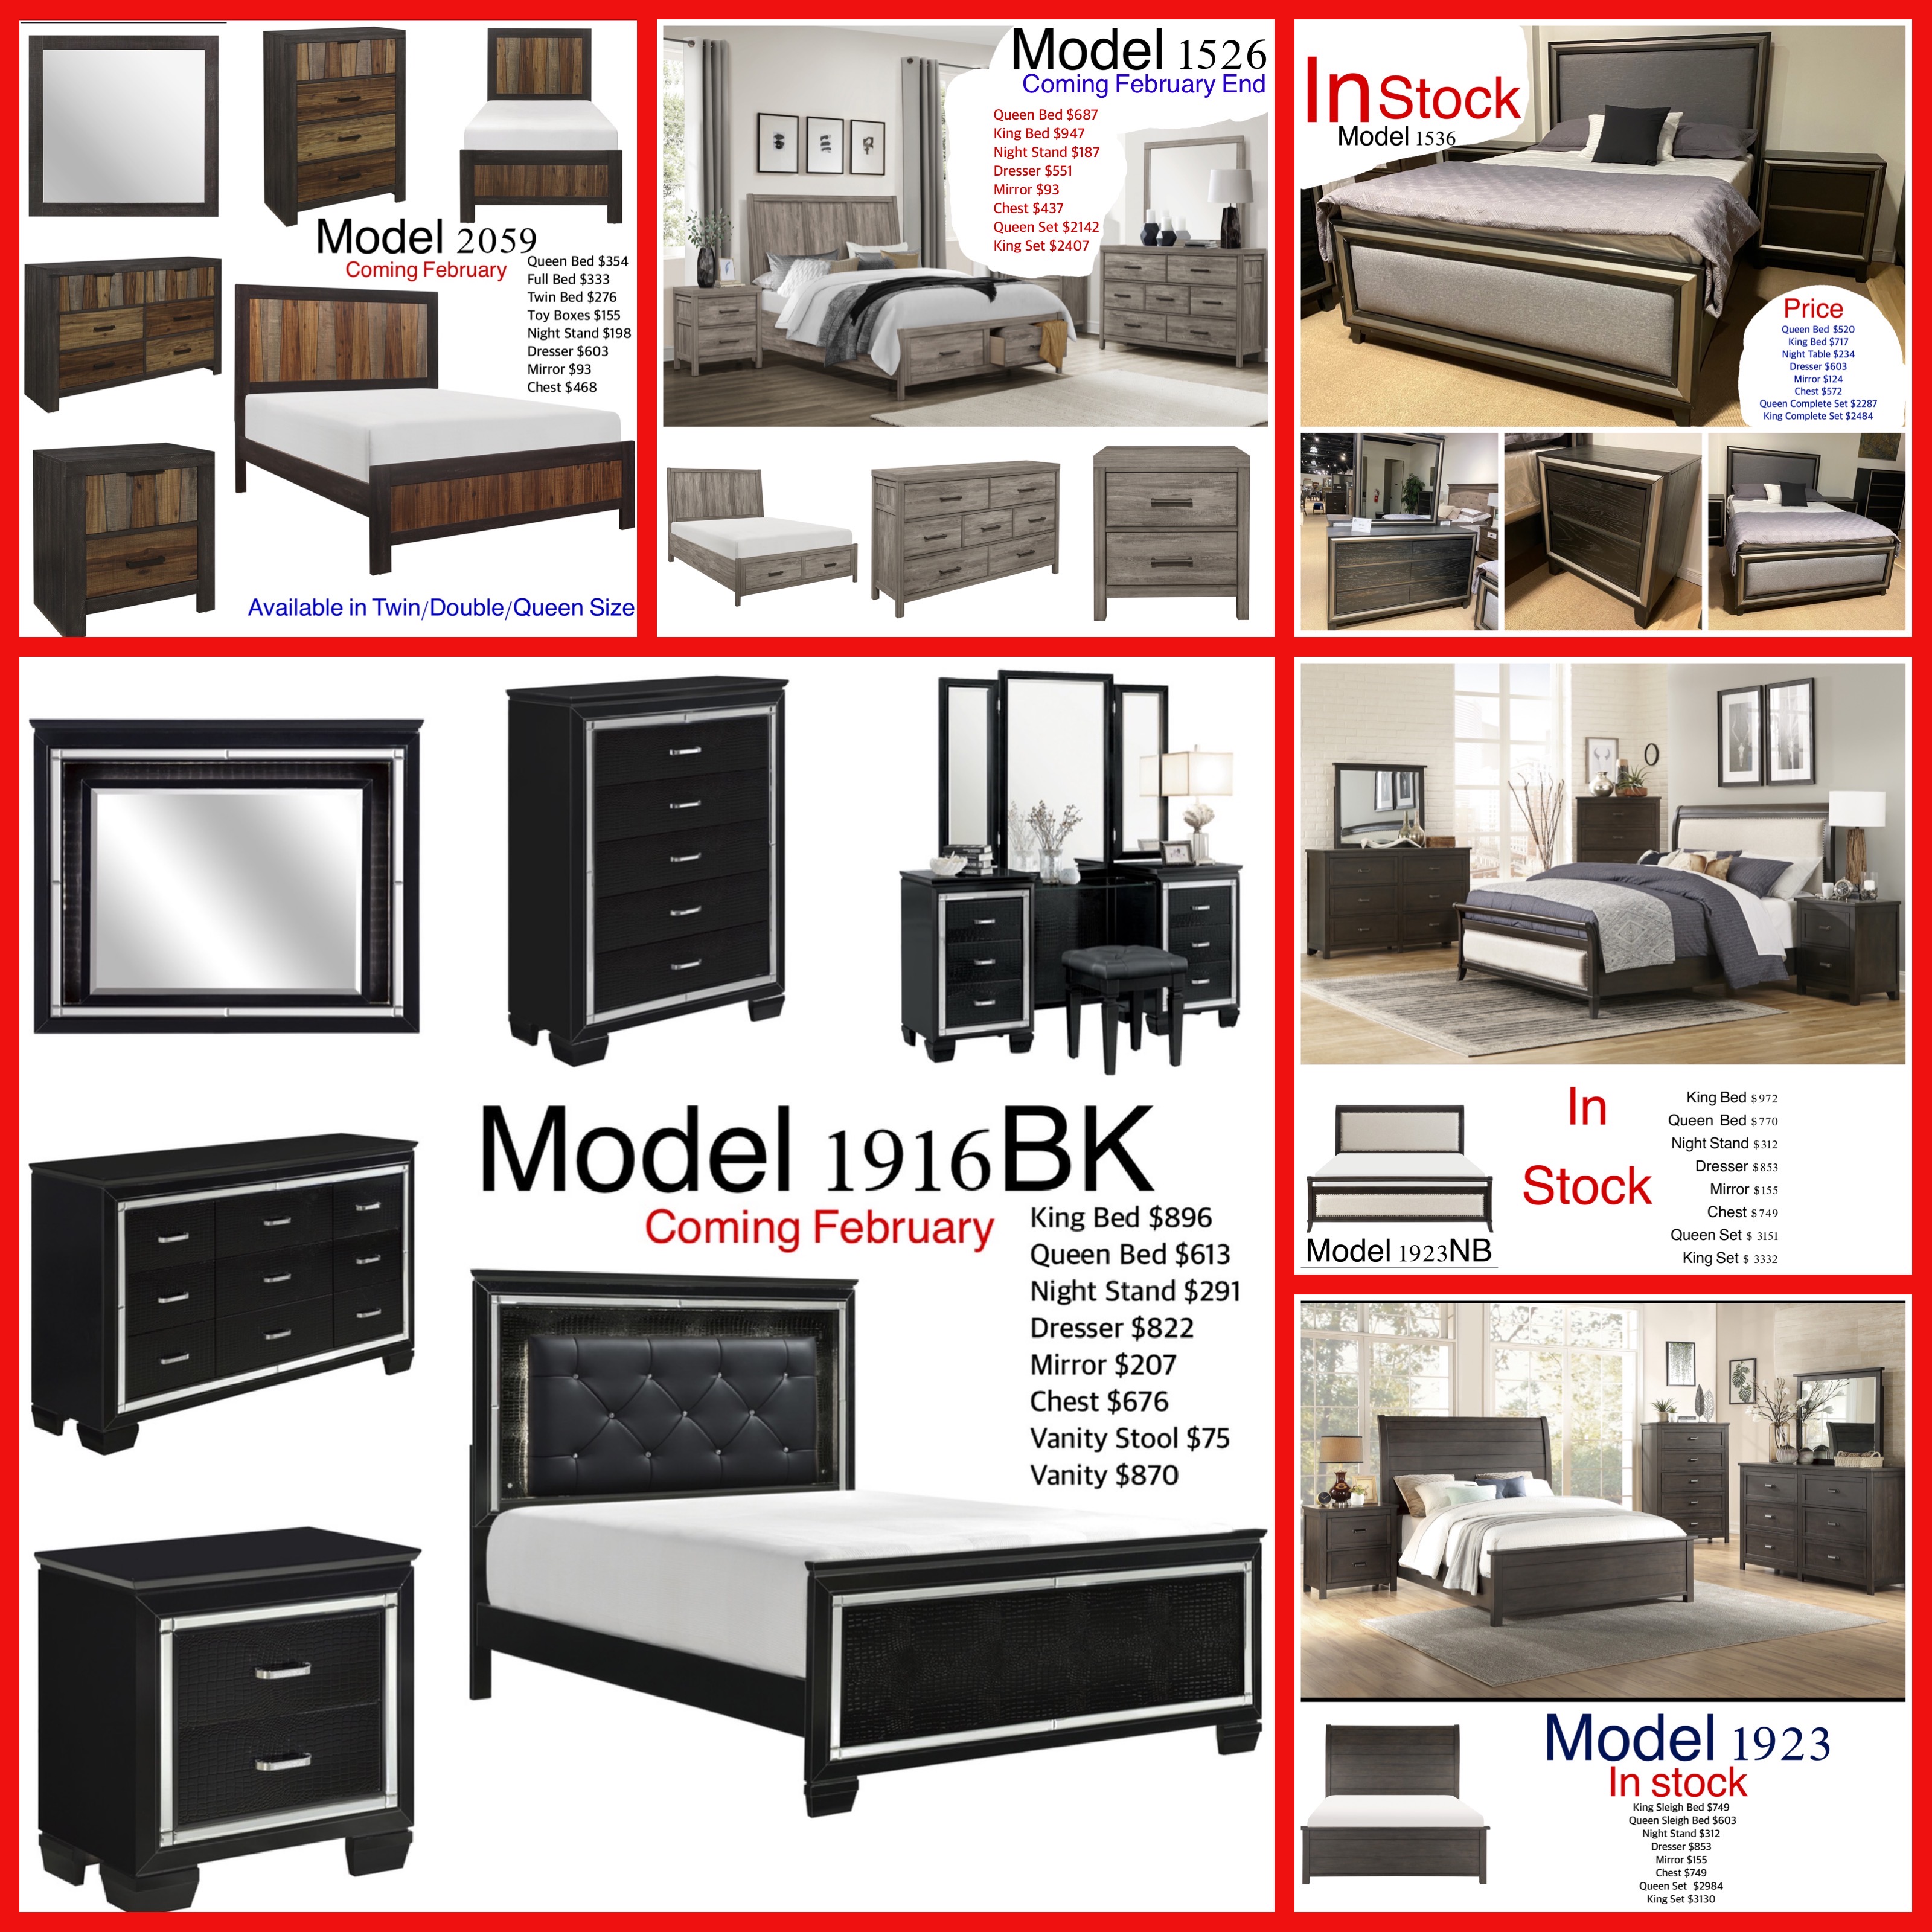 Model 2059
Coming February
Queen Bed $354
Full Bed $333
Twin Bed $276
Toy Boxes $155
Night Stand $198
Dresser $603
Mirror $93
Chest $468
Available in Twin/Double/Queen Size
Model 1526
Coming February End
Queen Bed $687
King Bed $947
Night Stand $187
Dresser $551
Mirror $93
Chest $437
Queen Set $2142
King Set $2407
In Stock
Model 1536
Price
Queen Bed $520
King Bed $717
Night Table $234
Dresser $603
Mirror $124
Chest $572
Queen Complete Set $2287
King Complete Set $2484
Model 1916BK
Coming February
King Bed $896
Queen Bed $613
Night Stand $291
Dresser $822
Mirror $207
Chest $676
Vanity Stool $75
Vanity $870
In
Stock
King Bed $972
Queen Bed $770
Night Stand $312
Dresser $853
Mirror $155
Chest $749
Queen Set $ 3151
King Set $ 3332
Model 1923NB
Model 1923
In stock
King Sleigh Bed $749
Queen Sleigh Bed $603
Night Stand $312
Dresser $853
Mirror $155
Chest $749
Queen Set $2984
King Set $3130